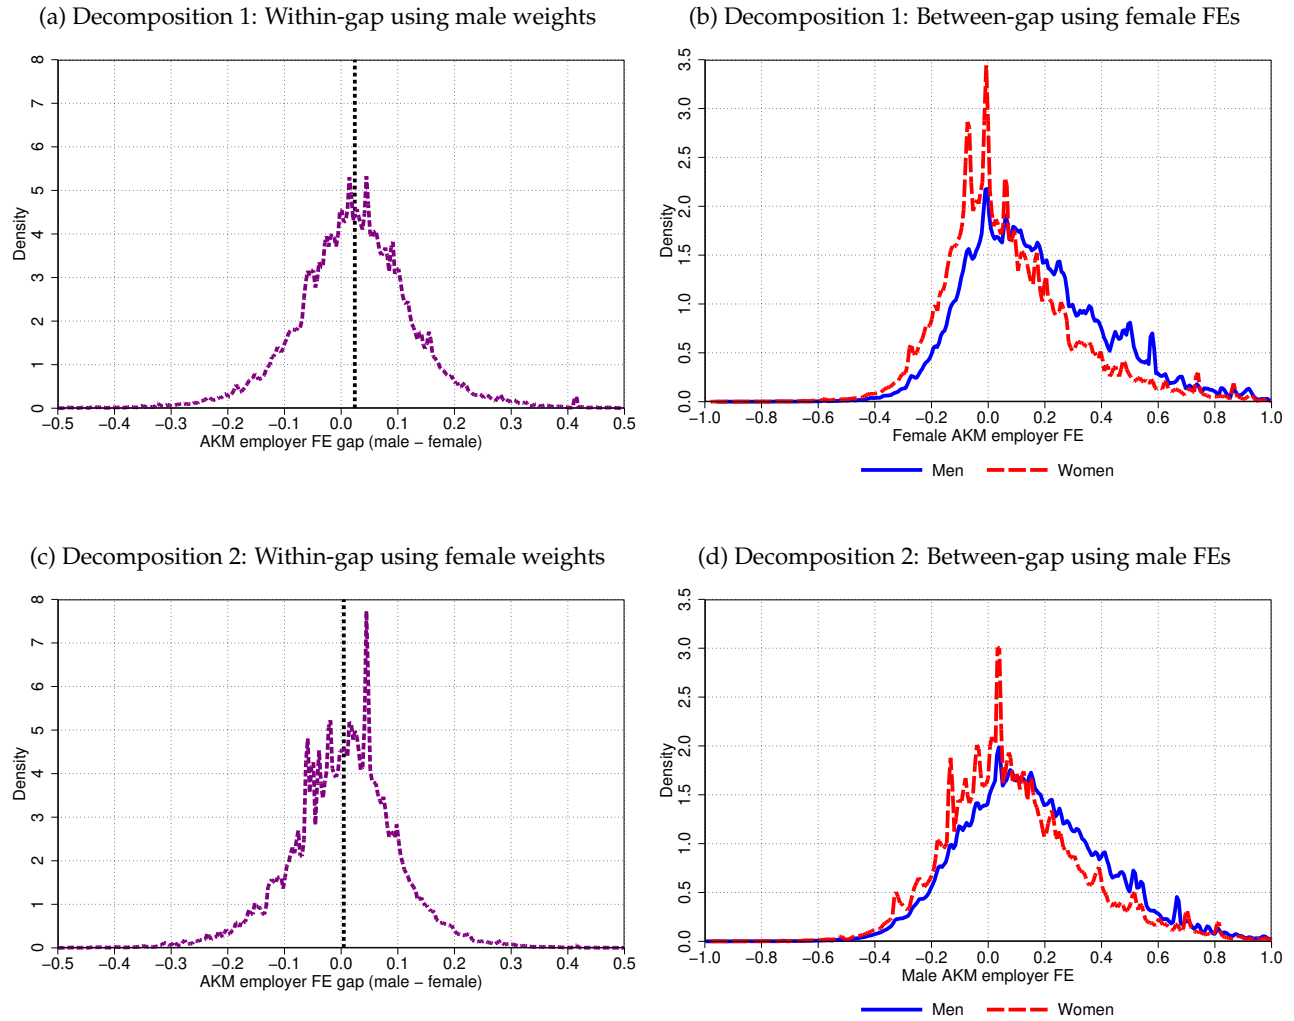 (a) Decomposition 1: Within-gap using male weights
8
7
6
5
4
3
2
1
0
Density
−0.5 −0.4 −0.3 −0.2 −0.1 0.0 0.1 0.2 0.3 0.4 0.5
AKM employer FE gap (male − female)
(b) Decomposition 1: Between-gap using female FEs
3.5
3.0
2.5
2.0
1.5
1.0
0.5
0.0
Density
−1.0 −0.8 −0.6 −0.4 −0.2 0.0 0.2 0.4 0.6 0.8 1.0
Female AKM employer FE
Men Women
(c) Decomposition 2: Within-gap using female weights
8
7
6
5
4
3
2
1
0
Density
−0.5 −0.4 −0.3 −0.2 −0.1 0.0 0.1 0.2 0.3 0.4 0.5
AKM employer FE gap (male − female)
(d) Decomposition 2: Between-gap using male FEs
3.5
3.0
2.5
2.0
1.5
1.0
0.5
0.0
Density
−1.0 −0.8 −0.6 −0.4 −0.2 0.0 0.2 0.4 0.6 0.8 1.0
Male AKM employer FE
Men Women